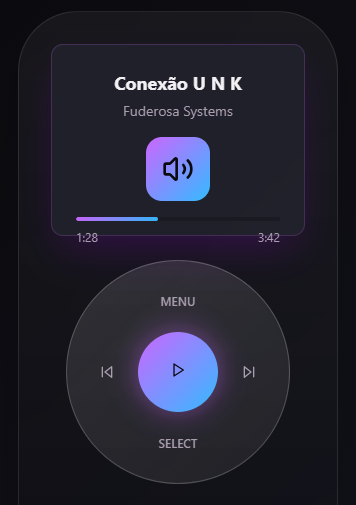 Conexão U N K
Fuderosa Systems
1:28 3:42
MENU
SELECT